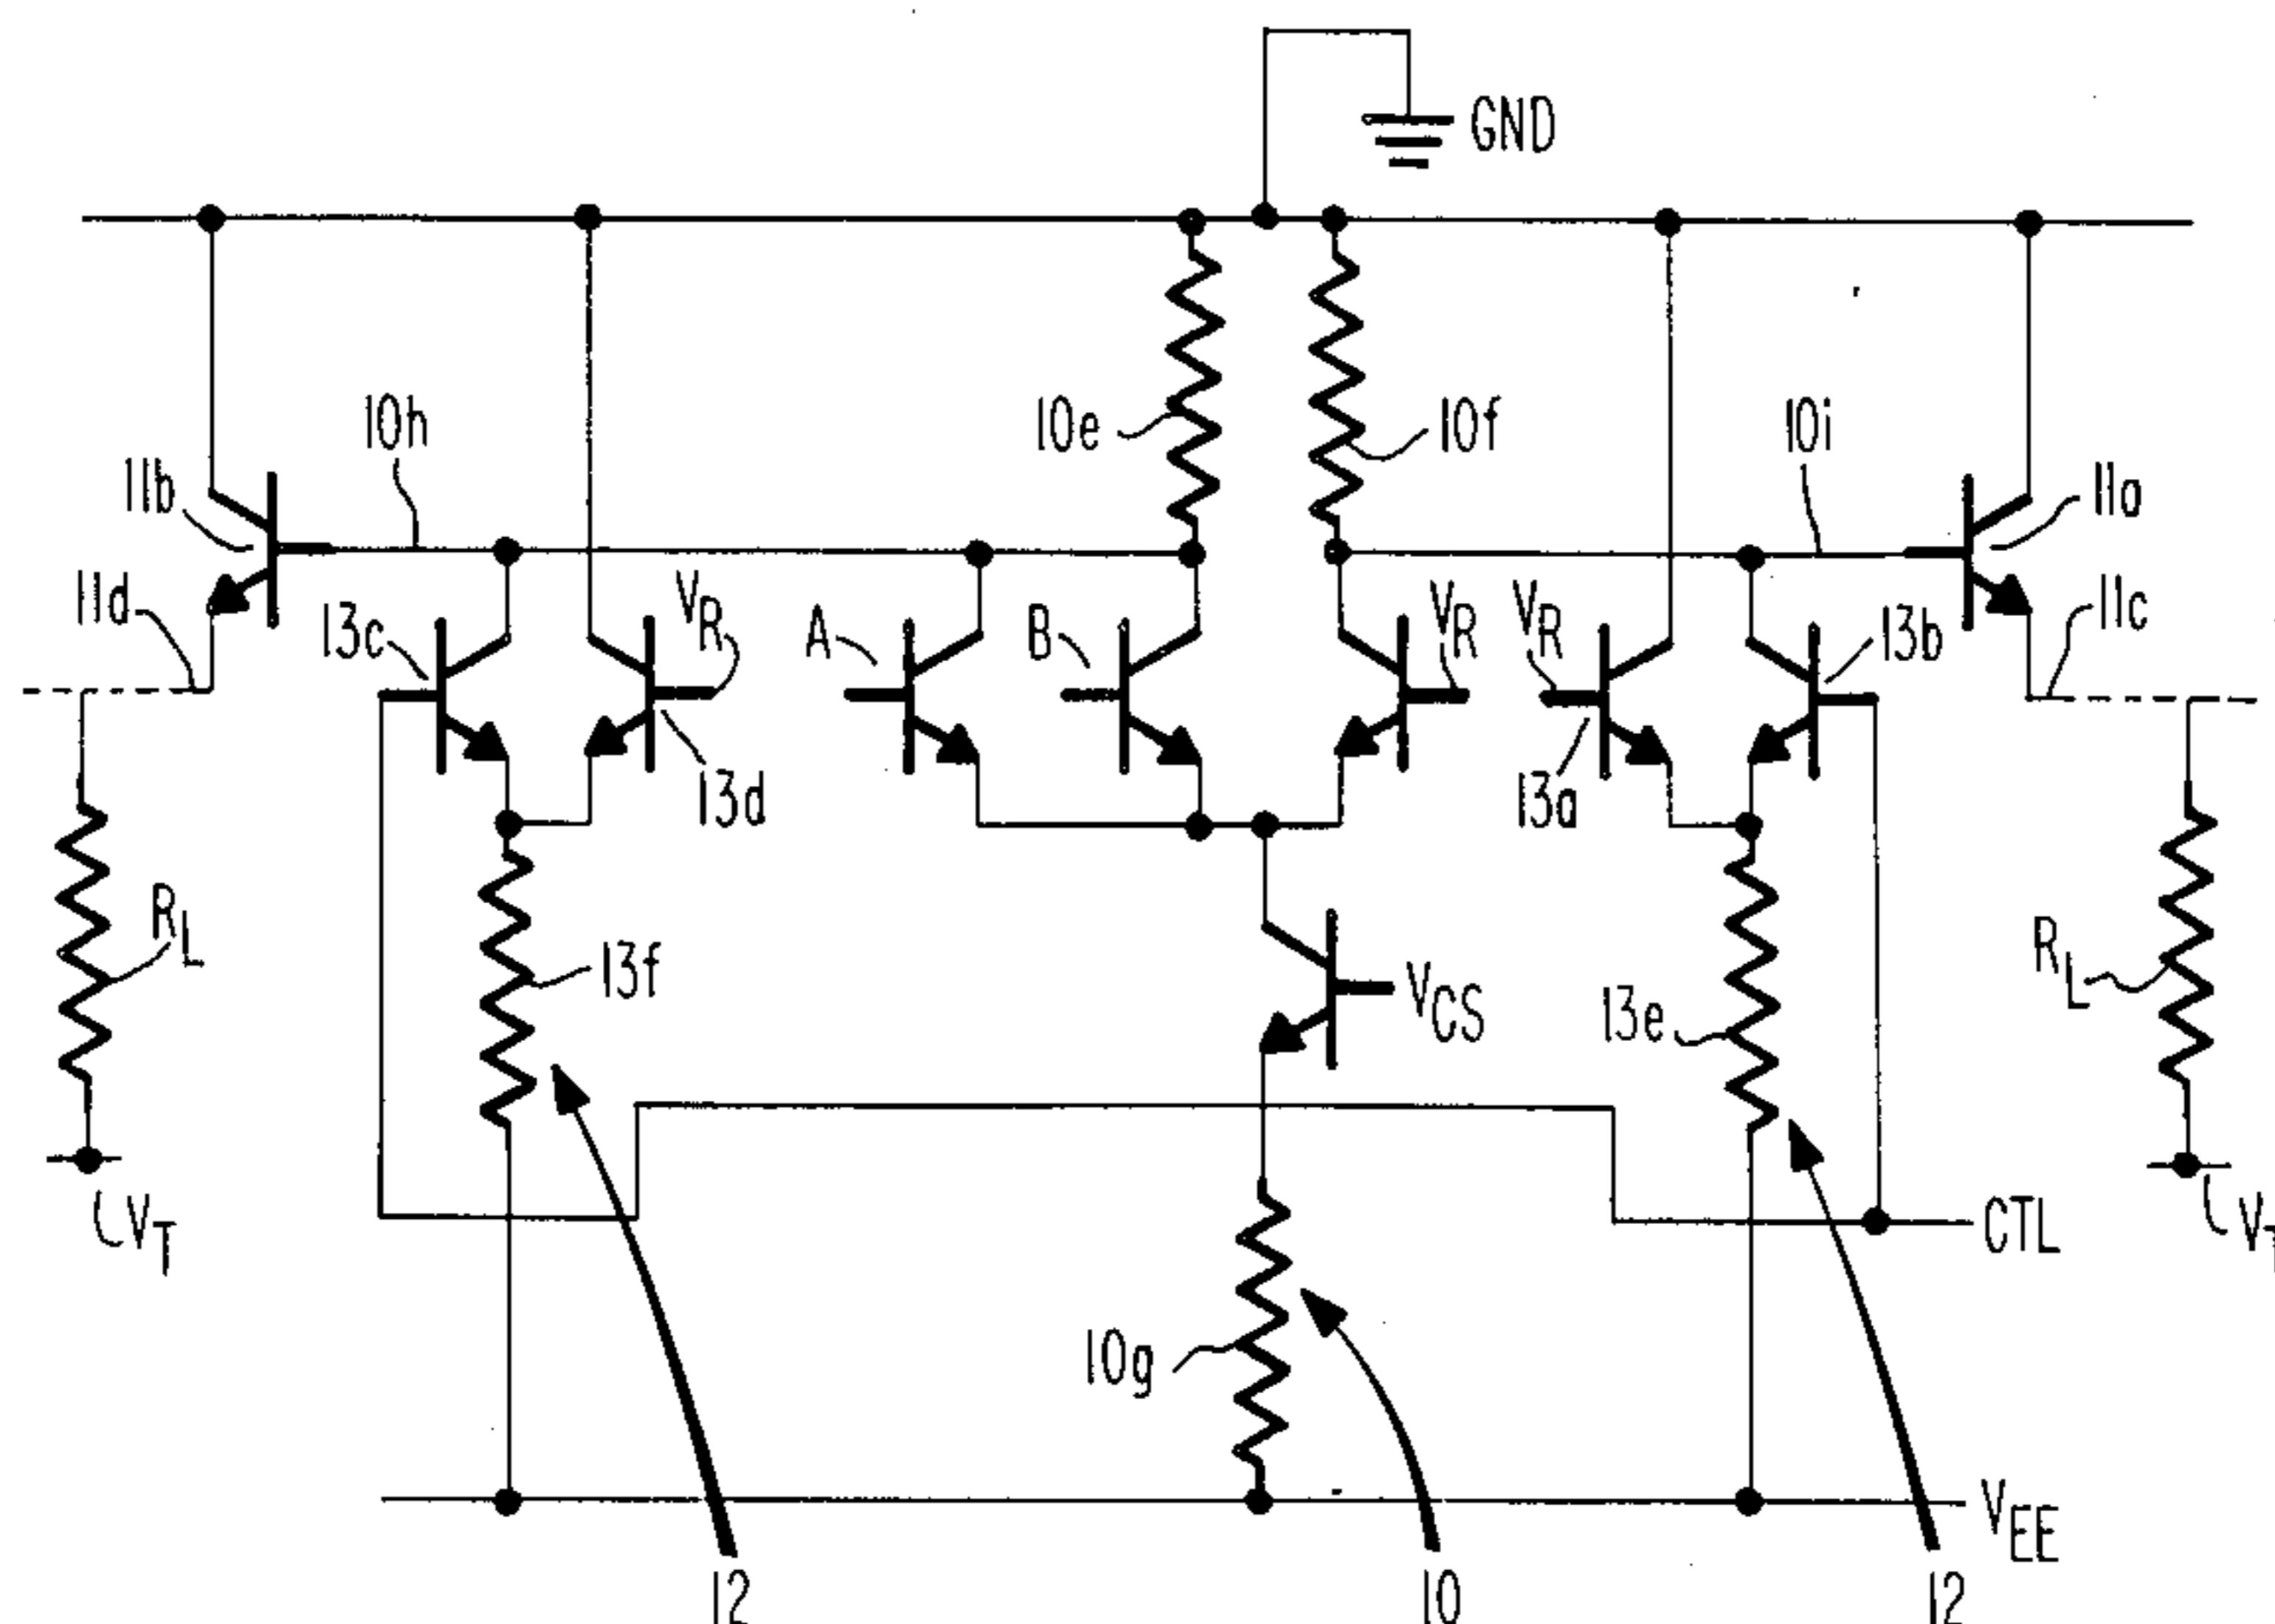 GND
10h
10e
10f
10i
11b
11a
11d
13c
V_R
A
B
V_R
V_R
13b
11c
13d
13a
R_L
13f
V_CS
13e
R_L
V_T
CTL
V_T
10g
V_EE
12
10
12